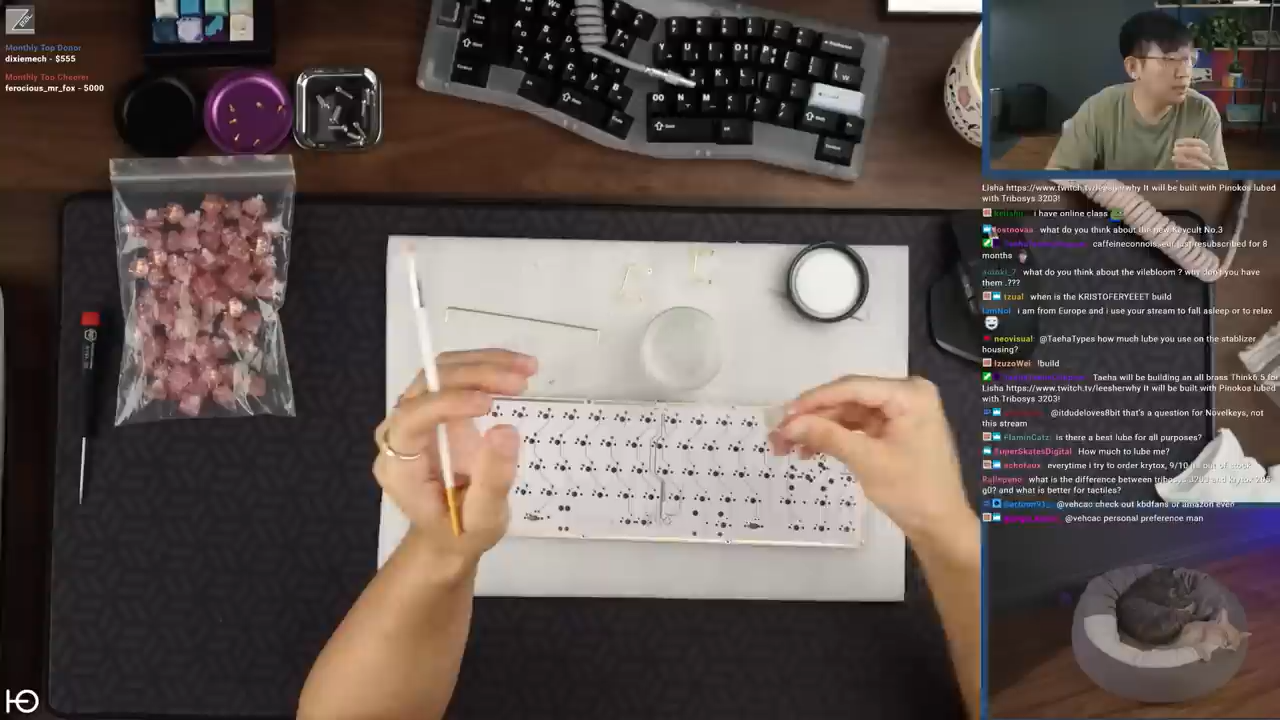 Monthly Top Donor
dixiemech - $555
Monthly Top Cheerer
ferocious_mr_fox - 5000
Lisha https://www.twitch.tv/leesherwhy It will be built with Pinokos lubed
with Tribosys 3203!
i have online class
what do you think about the new keycult No.3
caffeineconnoisseur just resubscribed for 8
months
what do you think about the vilebloom ? why don't you have
them .???
tzual when is the KRISTOFERYEEET build
i am from Europe and i use your stream to fall asleep or to relax
neovisual: @TaehaTypes how much lube you use on the stablizer
housing?
IzuzoWei !build
Taeha will be building an all brass Think6.5 for
Lisha https://www.twitch.tv/leesherwhy It will be built with Pinokos lubed
with Tribosys 3203!
@itdudeloves8bit that's a question for Novelkeys, not
this stream
FlaminCatz: is there a best lube for all purposes?
SuperSkatesDigital How much to lube me?
everytime i try to order krytox, 9/10 its out of stock
what is the difference between tribosys 3203 and krytox 205
g0? and what is better for tactiles?
@vehcac check out kbdfans or amazon even
@vehcac personal preference man